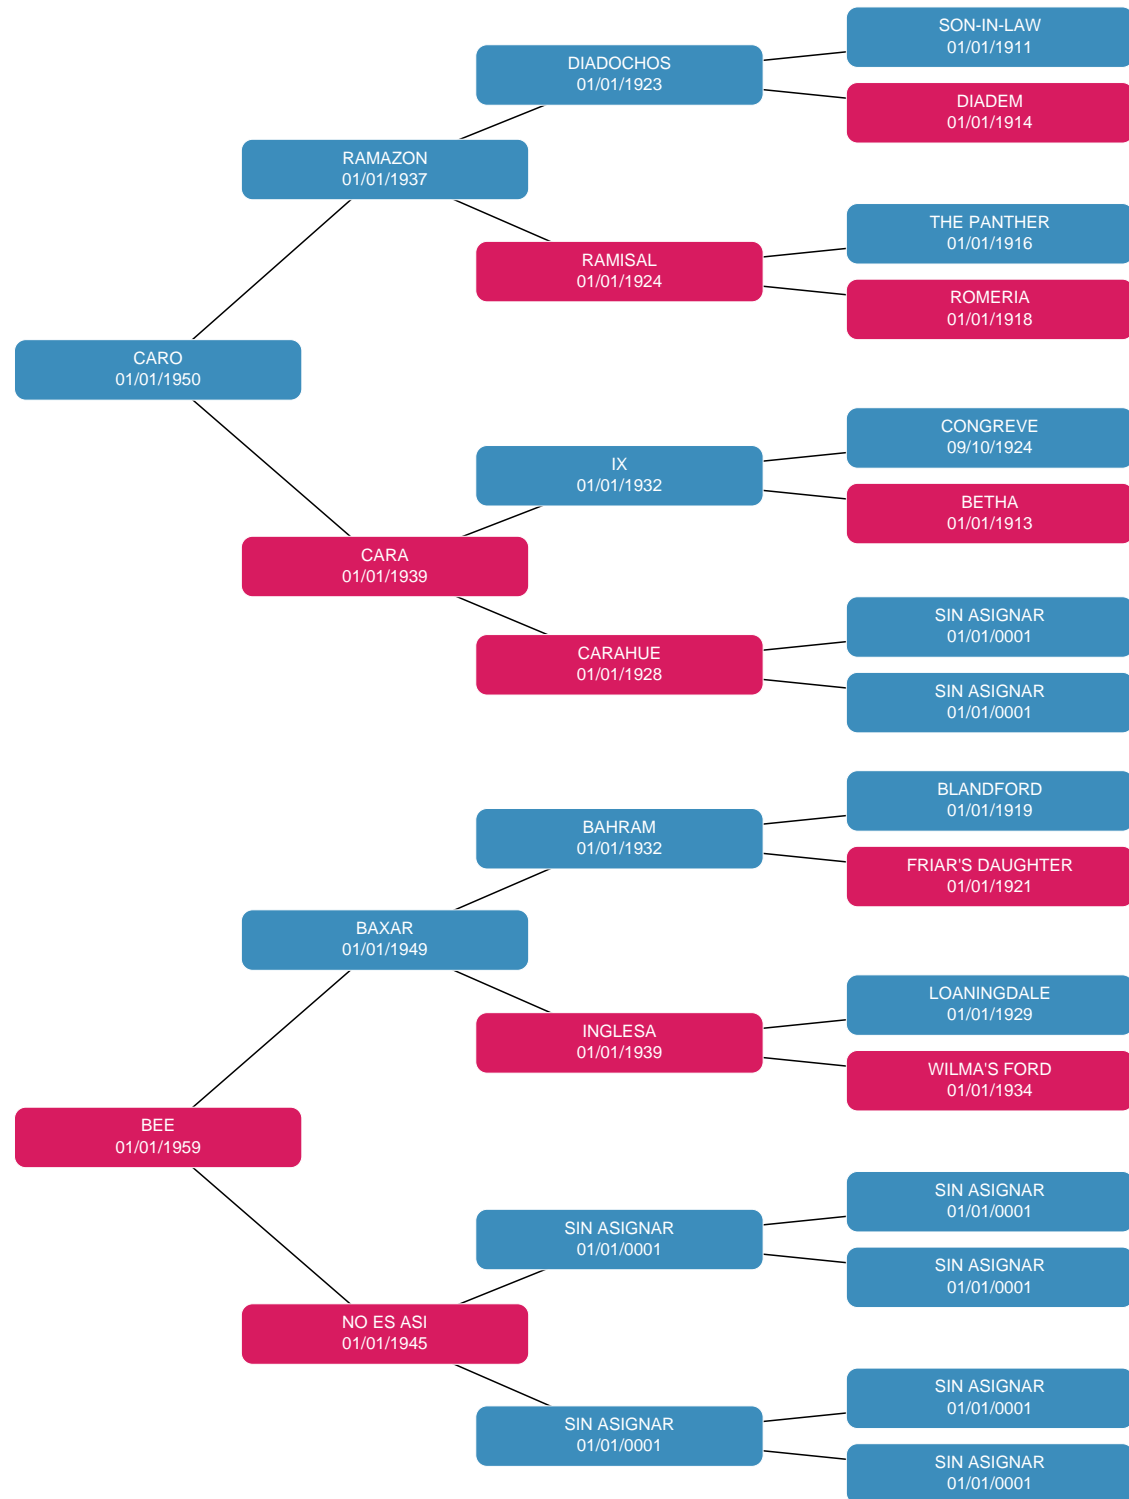 SON-IN-LAW
01/01/1911
DIADOCHOS
01/01/1923
DIADEM
01/01/1914
RAMAZON
01/01/1937
THE PANTHER
01/01/1916
RAMISAL
01/01/1924
ROMERIA
01/01/1918
CARO
01/01/1950
CONGREVE
09/10/1924
IX
01/01/1932
BETHA
01/01/1913
CARA
01/01/1939
SIN ASIGNAR
01/01/0001
CARAHUE
01/01/1928
SIN ASIGNAR
01/01/0001
BLANDFORD
01/01/1919
BAHRAM
01/01/1932
FRIAR'S DAUGHTER
01/01/1921
BAXAR
01/01/1949
LOANINGDALE
01/01/1929
INGLESA
01/01/1939
WILMA'S FORD
01/01/1934
BEE
01/01/1959
SIN ASIGNAR
01/01/0001
SIN ASIGNAR
01/01/0001
SIN ASIGNAR
01/01/0001
NO ES ASI
01/01/1945
SIN ASIGNAR
01/01/0001
SIN ASIGNAR
01/01/0001
SIN ASIGNAR
01/01/0001